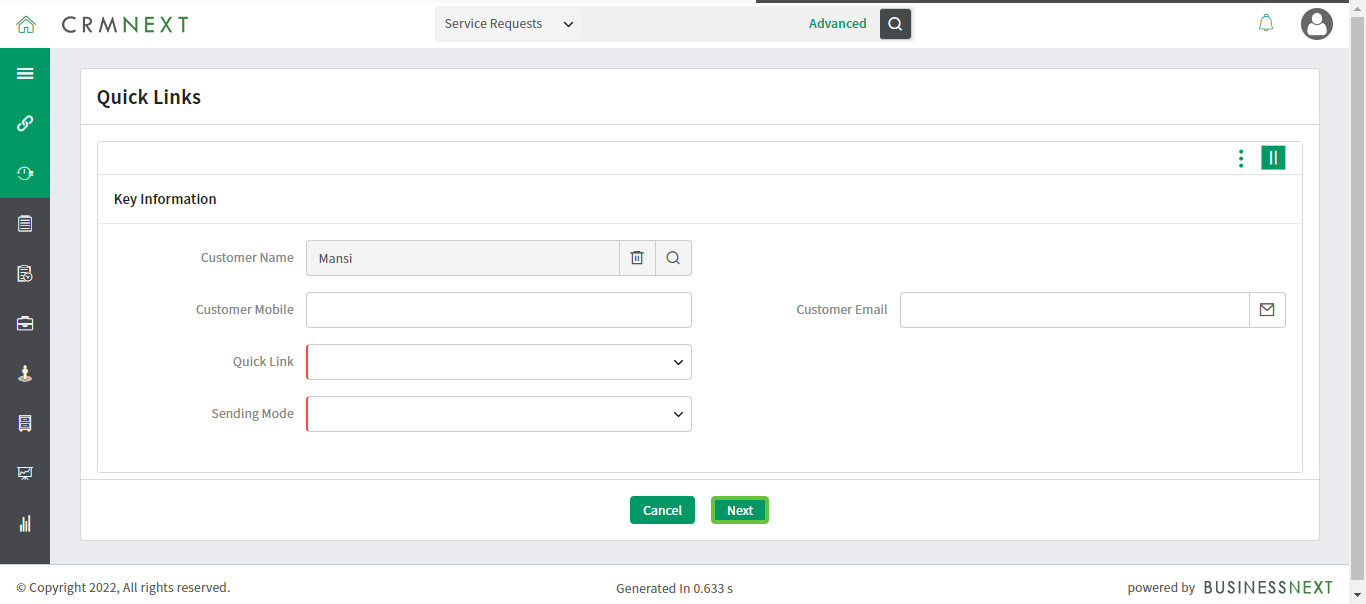 CRMNEXT
Service Requests
Advanced
Quick Links
Key Information
Customer Name
Mansi
Customer Mobile
Customer Email
Quick Link
Sending Mode
Cancel
Next
© Copyright 2022, All rights reserved.
Generated In 0.633 s
powered by BUSINESSNEXT